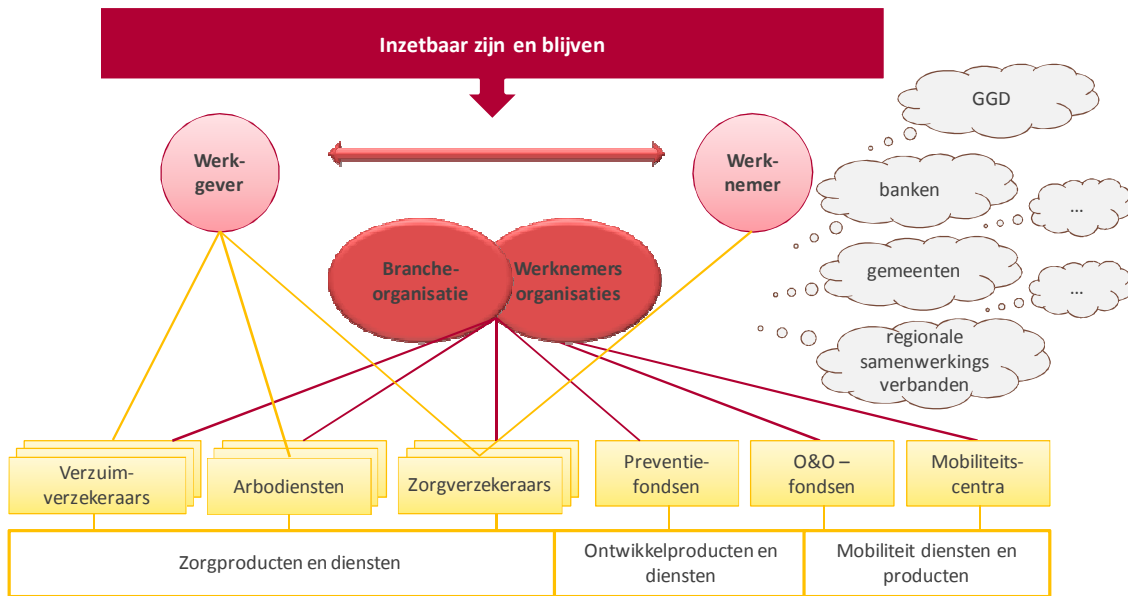 Inzetbaar zijn en blijven
GGD
Werk-
gever
Werk-
nemer
banken
...
Branche-
organisatie
Werknemers
organisaties
gemeenten
...
regionale
samenwerkings
verbanden
Verzuim-
verzekeraars
Arbodiensten
Zorgverzekeraars
Preventie-
fondsen
O&O –
fondsen
Mobiliteits-
centra
Zorgproducten en diensten
Ontwikkelproducten en
diensten
Mobiliteit diensten en
producten